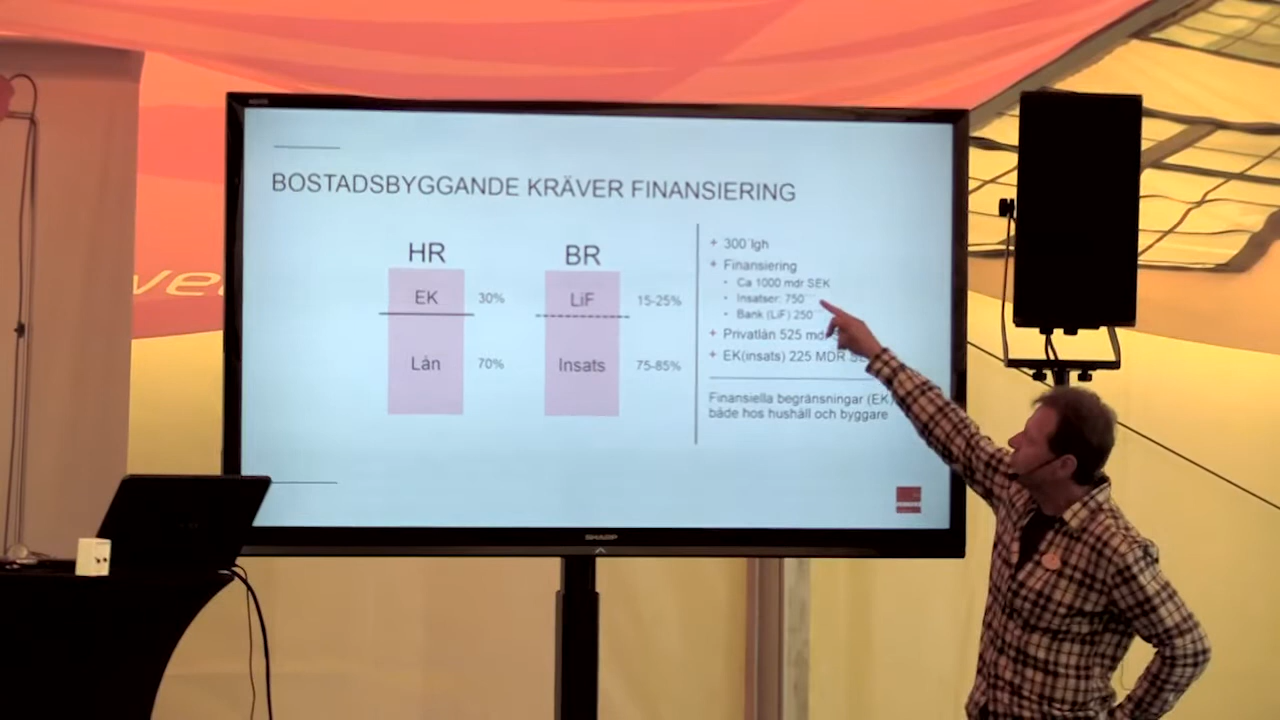 BOSTADSBYGGANDE KRÄVER FINANSIERING
HR
EK
30%
Lån
70%
BR
LiF
15-25%
Insats
75-85%
+ 300 lgh
+ Finansiering
• Ca 1000 mdr SEK
• Insatser: 750
• Bank (LiF) 250
+ Privatlån 525
+ EK(insats) 225 MDR
Finansiella begränsningar (EK)
både hos hushåll och byggare
SHARP